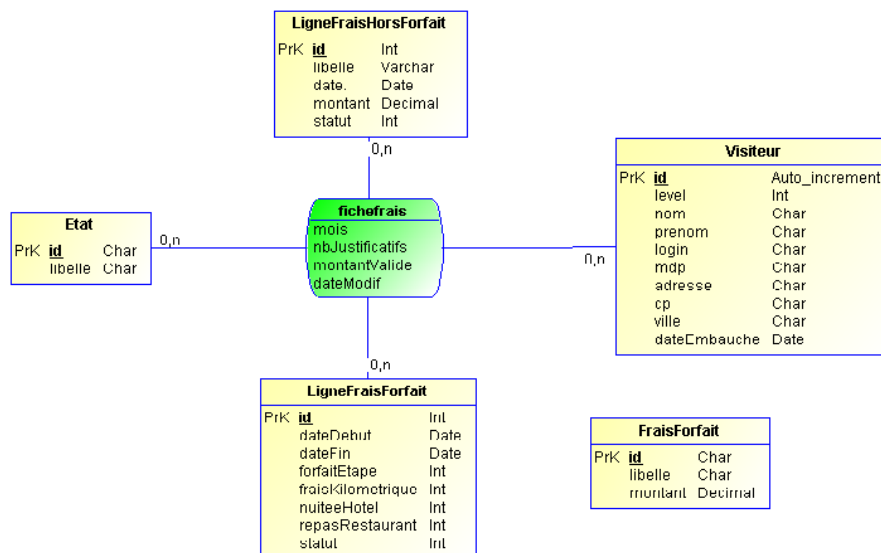 LigneFraisHorsForfait
PrK id Int
libelle Varchar
date. Date
montant Decimal
statut Int
0,n
Visiteur
PrK id Auto_increment
level Int
nom Char
prenom Char
login Char
mdp Char
adresse Char
cp Char
ville Char
dateEmbauche Date
0,n
fichefrais
mois
nbJustificatifs
montantValide
dateModif
Etat
PrK id Char
libelle Char
0,n
0,n
LigneFraisForfait
PrK id Int
dateDebut Date
dateFin Date
forfaitEtape Int
fraisKilometrique Int
nuiteeHotel Int
repasRestaurant Int
statut Int
FraisForfait
PrK id Char
libelle Char
montant Decimal